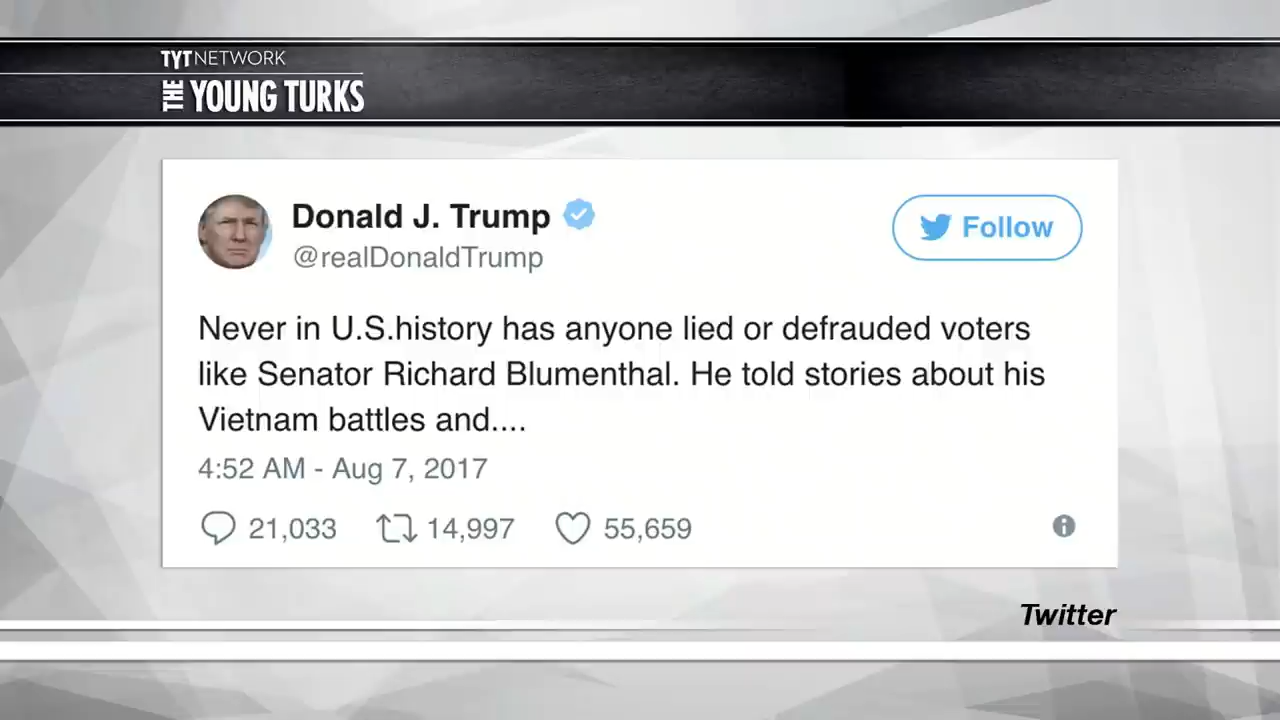 TYTNETWORK
THE YOUNG TURKS
Donald J. Trump
@realDonaldTrump
Follow
Never in U.S.history has anyone lied or defrauded voters
like Senator Richard Blumenthal. He told stories about his
Vietnam battles and....
4:52 AM - Aug 7, 2017
21,033 14,997 55,659
Twitter